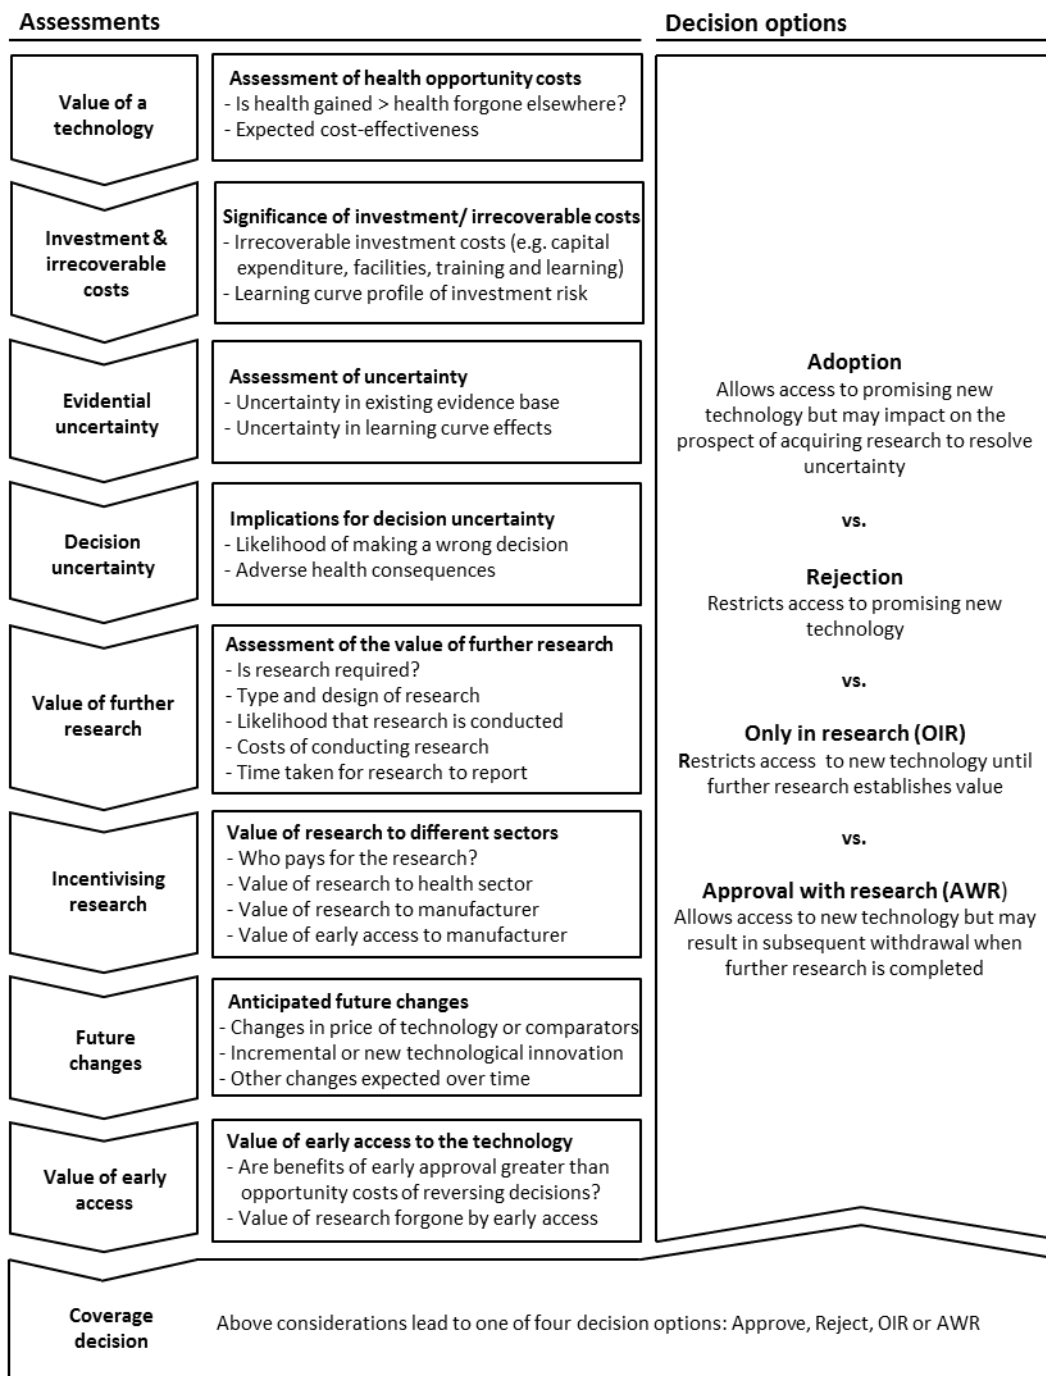 Assessments
Decision options
Value of a
technology
Assessment of health opportunity costs
- Is health gained > health forgone elsewhere?
- Expected cost-effectiveness
Investment &
irrecoverable
costs
Significance of investment/ irrecoverable costs
- Irrecoverable investment costs (e.g. capital
expenditure, facilities, training and learning)
- Learning curve profile of investment risk
Evidential
uncertainty
Assessment of uncertainty
- Uncertainty in existing evidence base
- Uncertainty in learning curve effects
Decision
uncertainty
Implications for decision uncertainty
- Likelihood of making a wrong decision
- Adverse health consequences
Value of further
research
Assessment of the value of further research
- Is research required?
- Type and design of research
- Likelihood that research is conducted
- Costs of conducting research
- Time taken for research to report
Incentivising
research
Value of research to different sectors
- Who pays for the research?
- Value of research to health sector
- Value of research to manufacturer
- Value of early access to manufacturer
Future
changes
Anticipated future changes
- Changes in price of technology or comparators
- Incremental or new technological innovation
- Other changes expected over time
Value of early
access
Value of early access to the technology
- Are benefits of early approval greater than
opportunity costs of reversing decisions?
- Value of research forgone by early access
Adoption
Allows access to promising new
technology but may impact on the
prospect of acquiring research to resolve
uncertainty
vs.
Rejection
Restricts access to promising new
technology
vs.
Only in research (OIR)
Restricts access to new technology until
further research establishes value
vs.
Approval with research (AWR)
Allows access to new technology but may
result in subsequent withdrawal when
further research is completed
Coverage
decision
Above considerations lead to one of four decision options: Approve, Reject, OIR or AWR